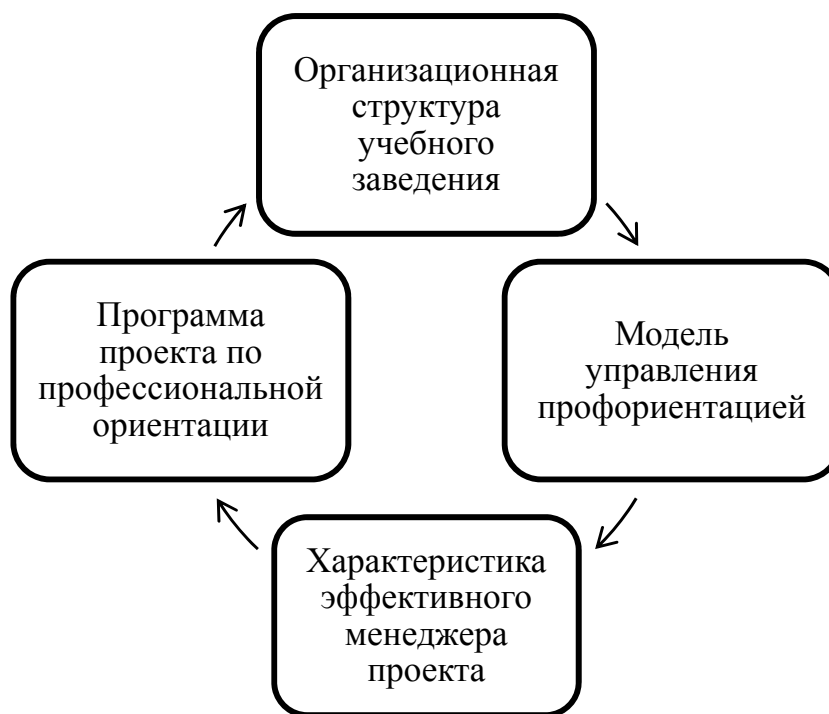 Организационная
структура
учебного
заведения
Программа
проекта по
профессиональной
ориентации
Модель
управления
профориентацией
Характеристика
эффективного
менеджера
проекта